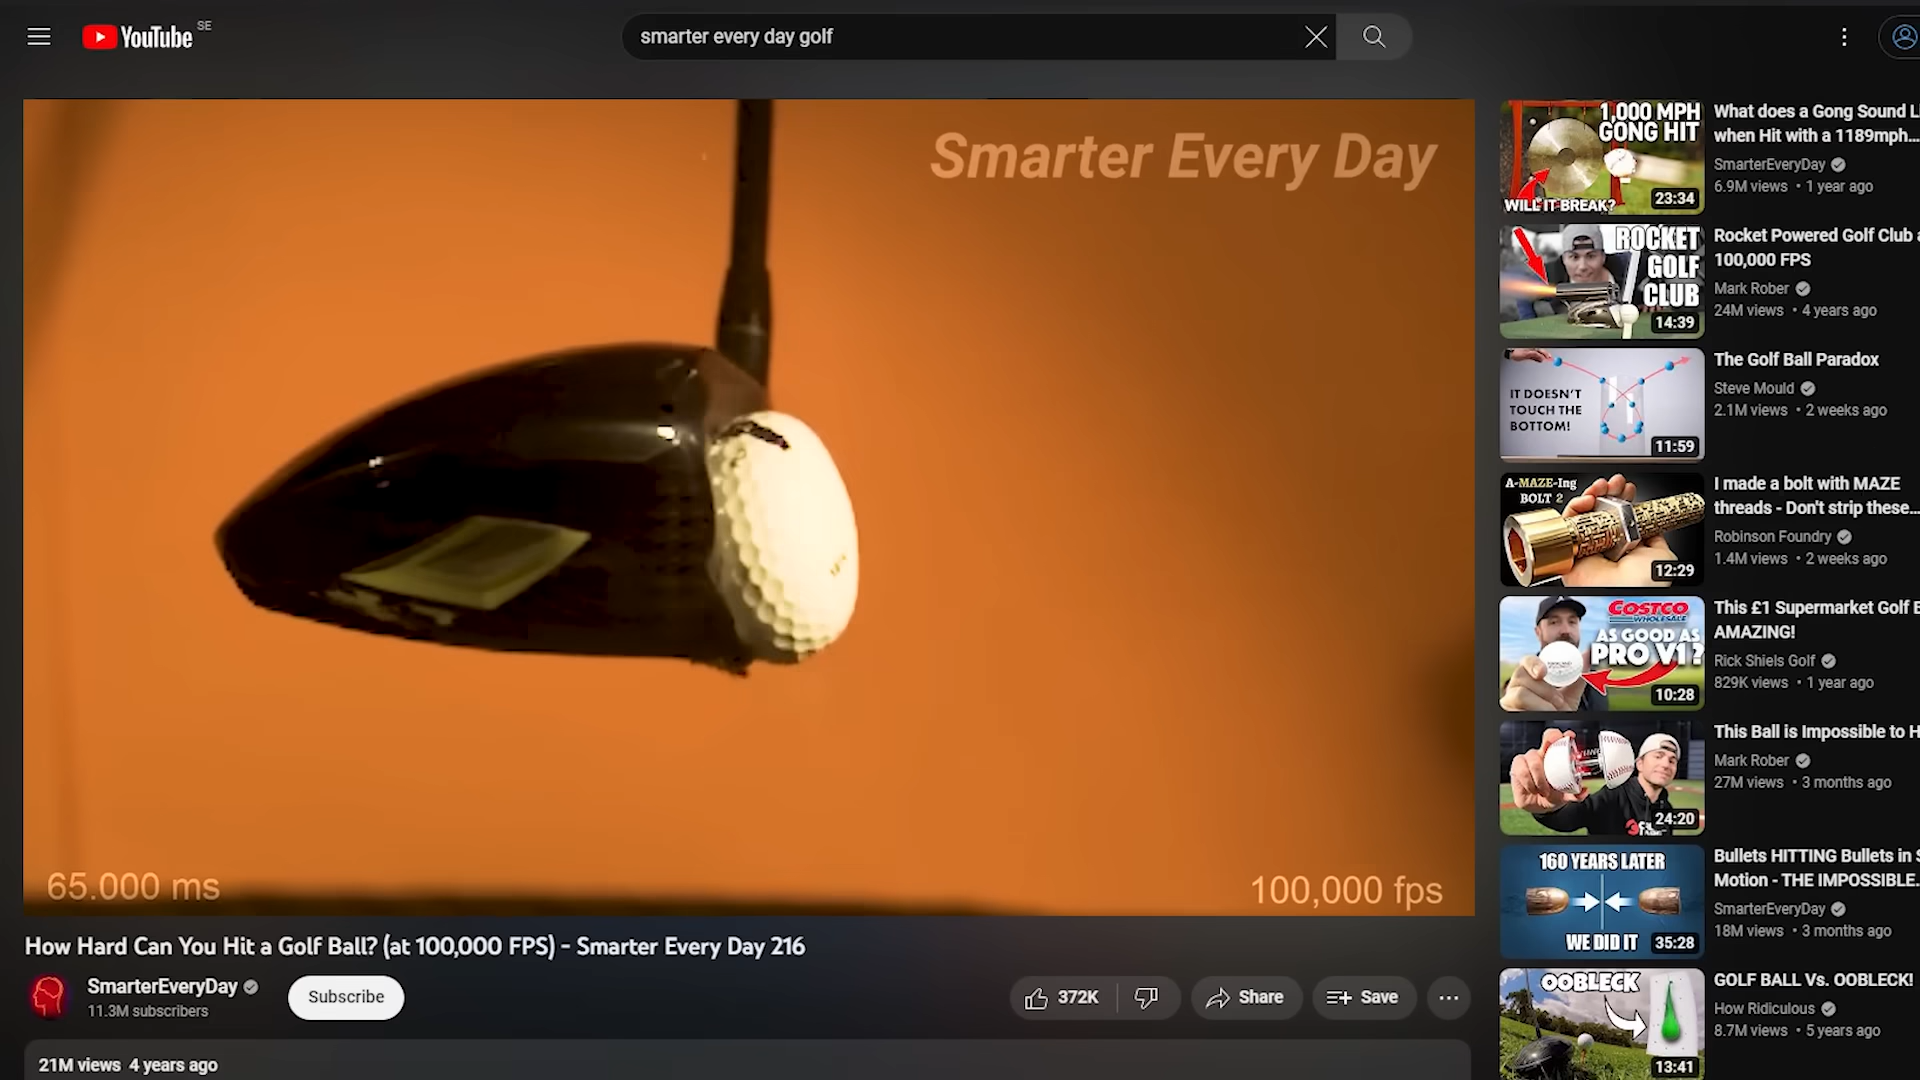 YouTube SE
smarter every day golf
Smarter Every Day
65.000 ms
100,000 fps
How Hard Can You Hit a Golf Ball? (at 100,000 FPS) - Smarter Every Day 216
SmarterEveryDay
11.3M subscribers
Subscribe
372K
Share
Save
21M views 4 years ago
1,000 MPH
GONG HIT
WILL IT BREAK?
23:34
What does a Gong Sound L
when Hit with a 1189mph...
SmarterEveryDay
6.9M views • 1 year ago
ROCKET
GOLF
CLUB
14:39
Rocket Powered Golf Club a
100,000 FPS
Mark Rober
24M views • 4 years ago
IT DOESN'T
TOUCH THE
BOTTOM!
11:59
The Golf Ball Paradox
Steve Mould
2.1M views • 2 weeks ago
A-MAZE-Ing
BOLT 2
12:29
I made a bolt with MAZE
threads - Don't strip these...
Robinson Foundry
1.4M views • 2 weeks ago
COSTCO
WHOLESALE
AS GOOD AS
PRO V1?
10:28
This £1 Supermarket Golf B
AMAZING!
Rick Shiels Golf
829K views • 1 year ago
24:20
This Ball is Impossible to H
Mark Rober
27M views • 3 months ago
160 YEARS LATER
WE DID IT
35:28
Bullets HITTING Bullets in S
Motion - THE IMPOSSIBLE...
SmarterEveryDay
18M views • 3 months ago
OOBLECK
13:41
GOLF BALL Vs. OOBLECK!
How Ridiculous
8.7M views • 5 years ago